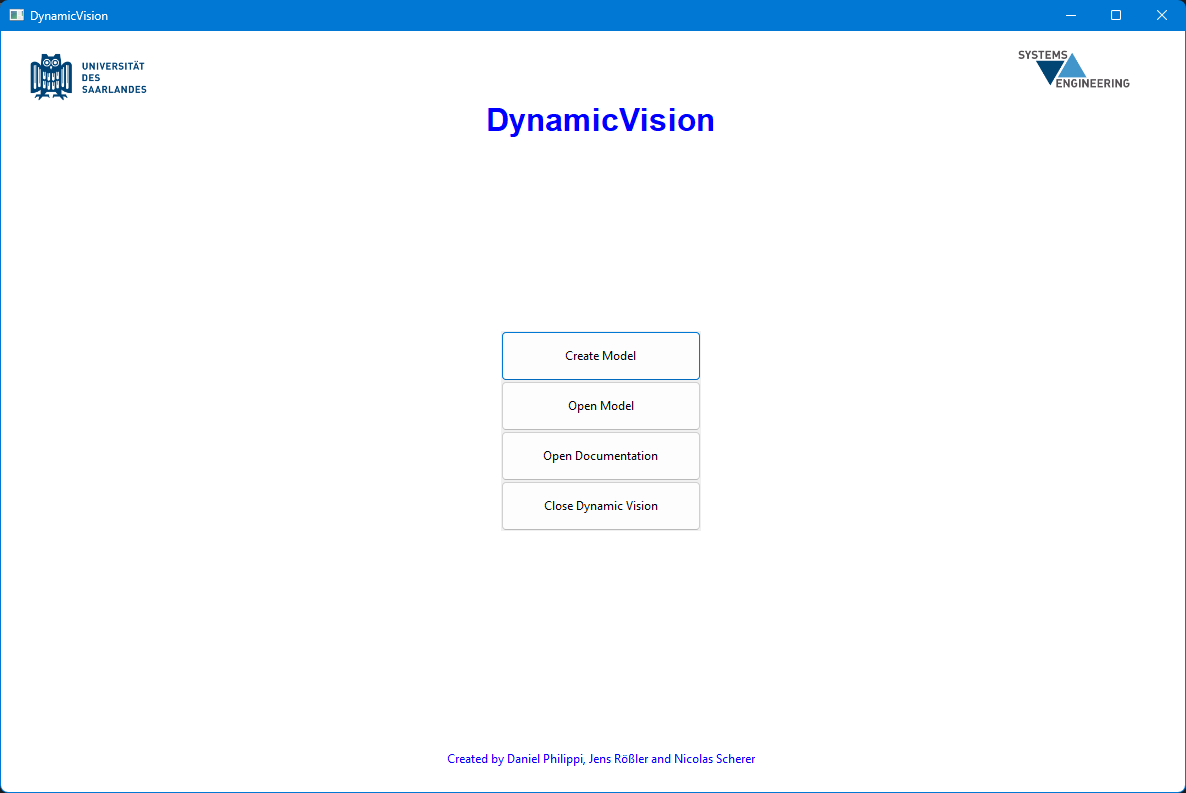 DynamicVision
UNIVERSITÄT
DES
SAARLANDES
SYSTEMS
ENGINEERING
DynamicVision
Create Model
Open Model
Open Documentation
Close Dynamic Vision
Created by Daniel Philippi, Jens Rößler and Nicolas Scherer